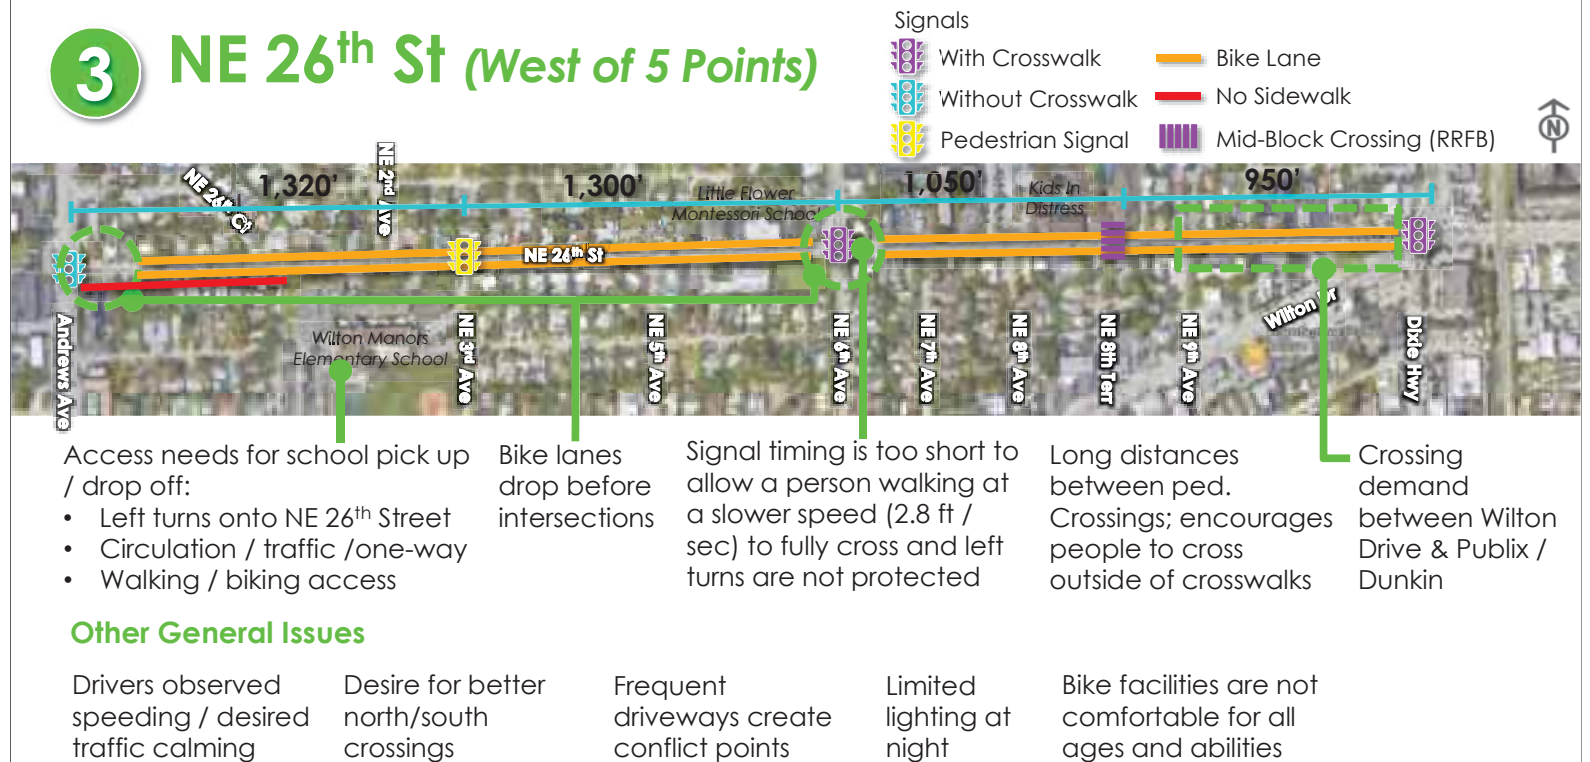 3
NE 26th St (West of 5 Points)
Signals
With Crosswalk
Without Crosswalk
Pedestrian Signal
Bike Lane
No Sidewalk
Mid-Block Crossing (RRFB)
N
NE 26th Ct
1,320’
NE 2nd Ave
1,300’
Little Flower
Montessori School
1,050’
Kids In
Distress
950’
NE 26th St
Andrews Ave
Wilton Manors
Elementary School
NE 3rd Ave
NE 5th Ave
NE 6th Ave
NE 7th Ave
NE 8th Ave
NE 8th Terr
NE 9th Ave
Wilton Dr
Dixie Hwy
Access needs for school pick up
/ drop off:
• Left turns onto NE 26th Street
• Circulation / traffic /one-way
• Walking / biking access
Bike lanes
drop before
intersections
Signal timing is too short to
allow a person walking at
a slower speed (2.8 ft /
sec) to fully cross and left
turns are not protected
Long distances
between ped.
Crossings; encourages
people to cross
outside of crosswalks
Crossing
demand
between Wilton
Drive & Publix /
Dunkin
Other General Issues
Drivers observed
speeding / desired
traffic calming
Desire for better
north/south
crossings
Frequent
driveways create
conflict points
Limited
lighting at
night
Bike facilities are not
comfortable for all
ages and abilities